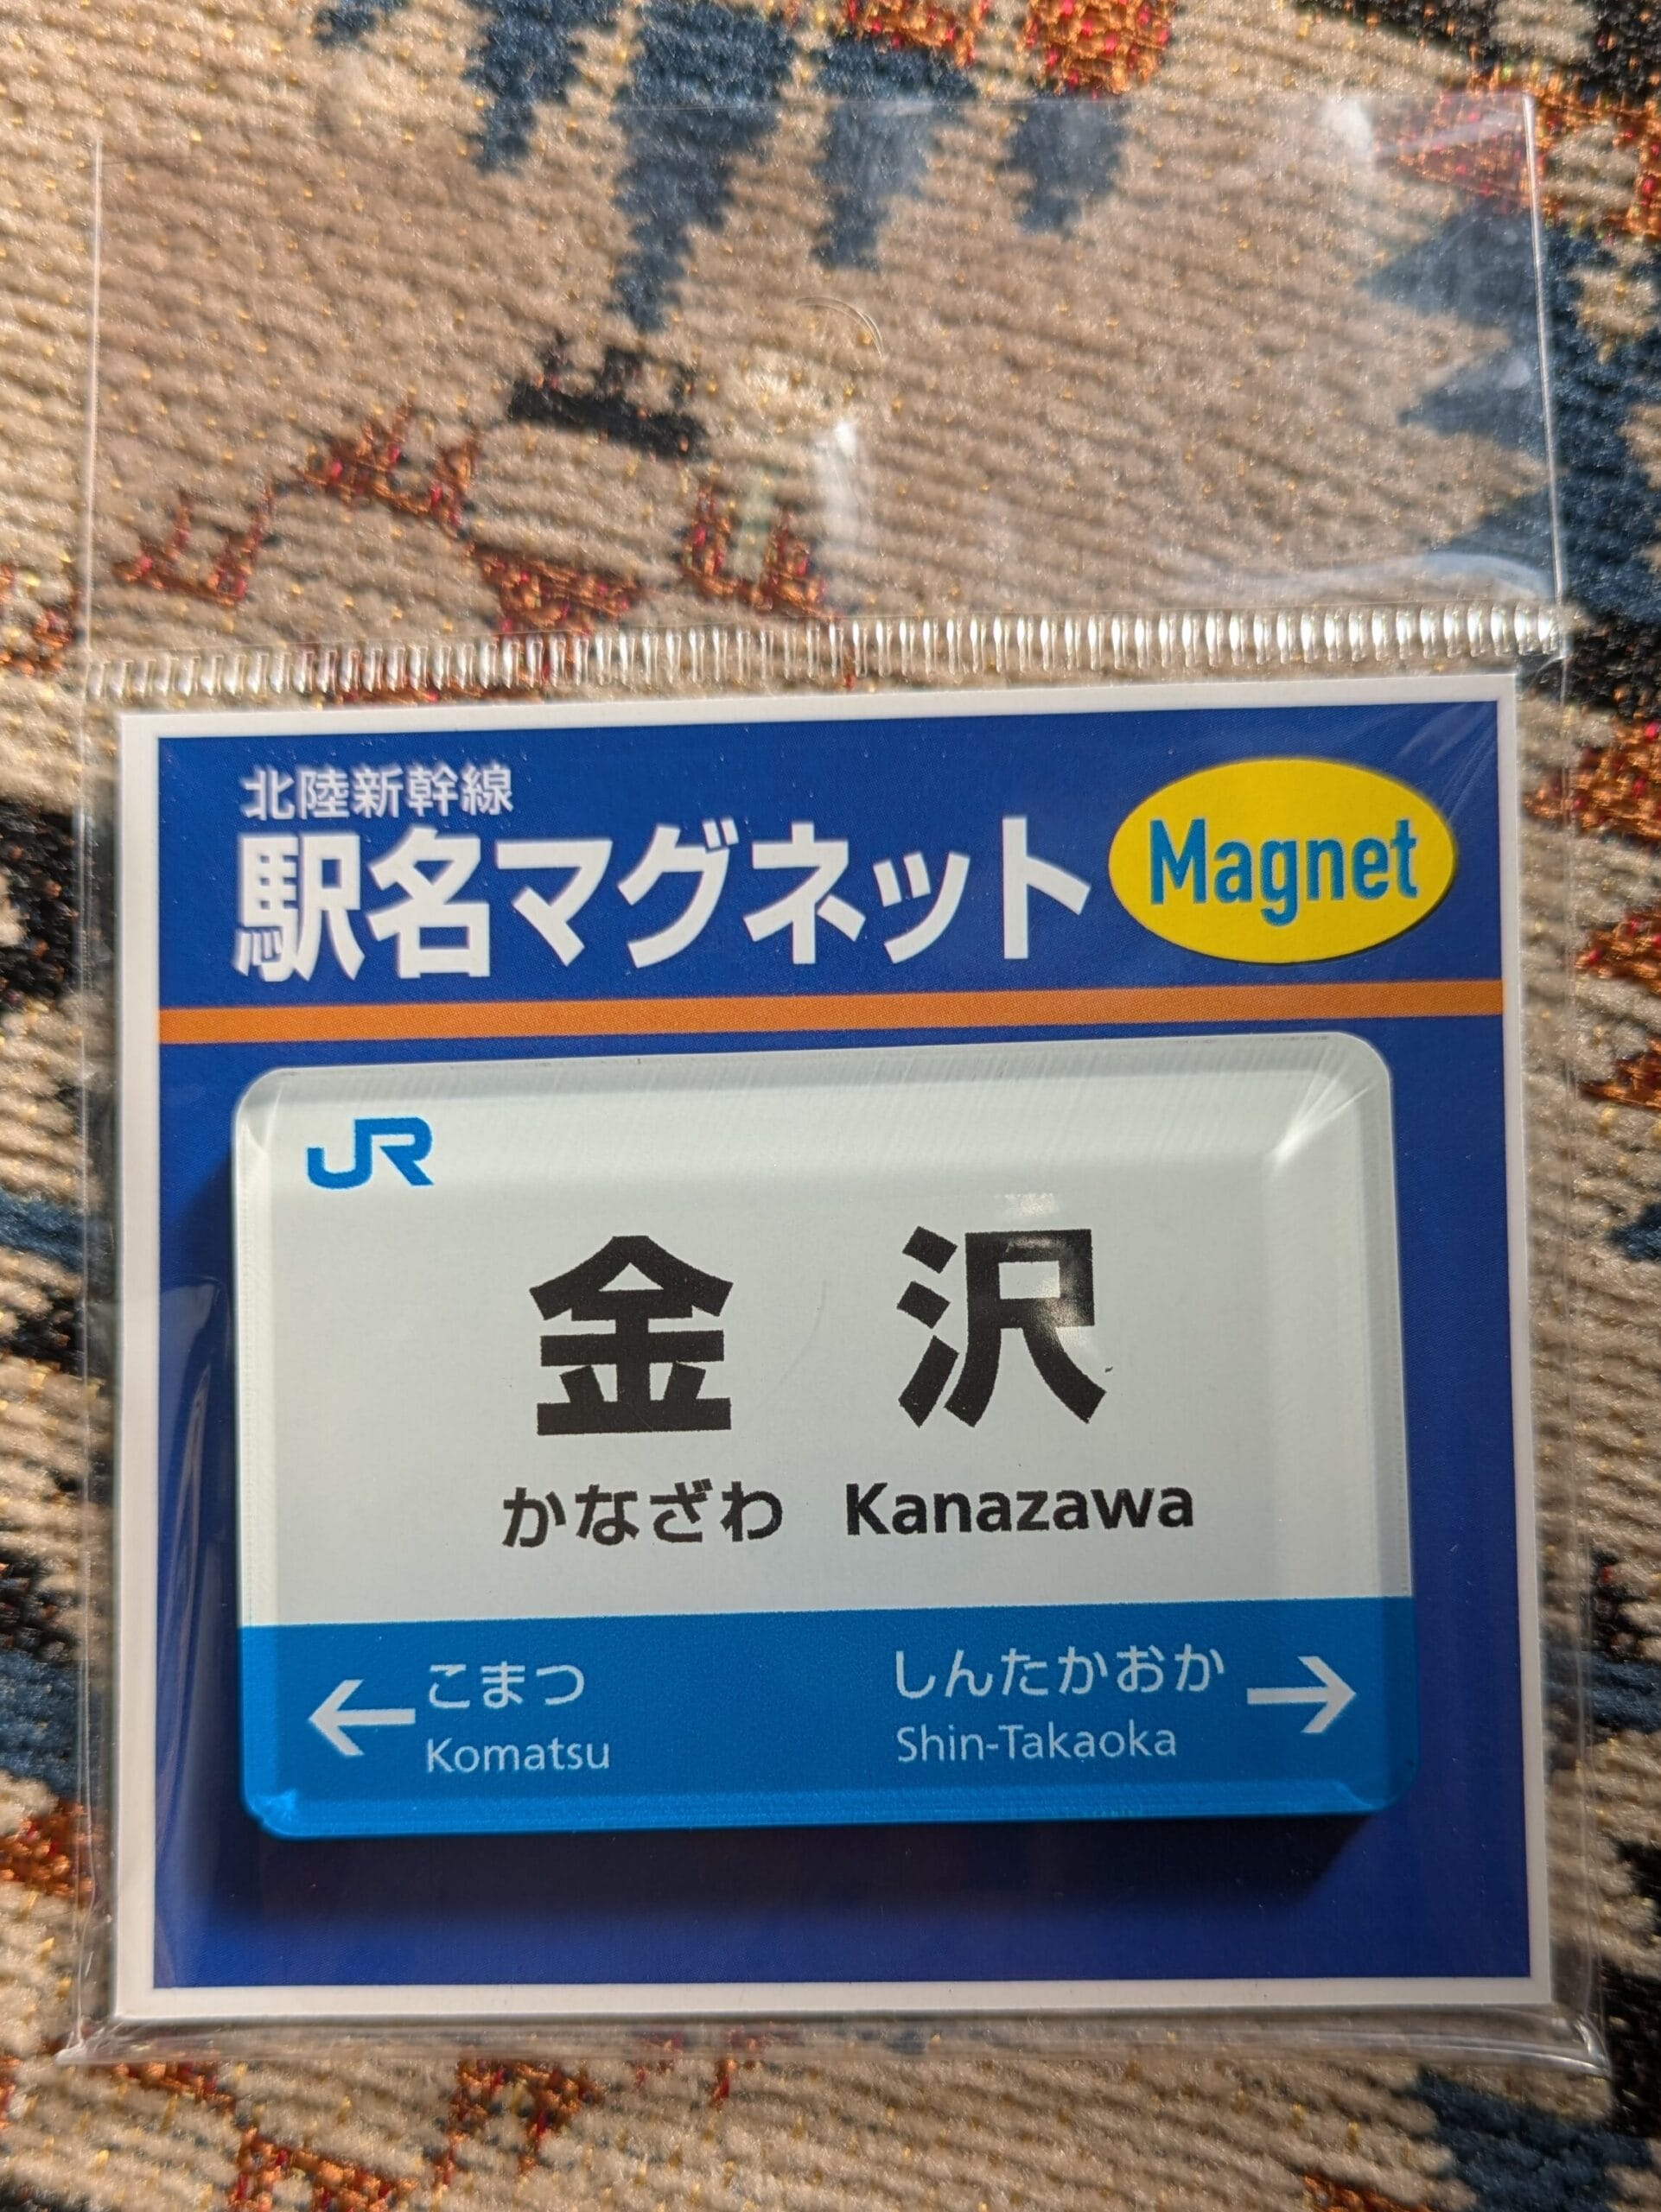 北陸新幹線
駅名マグネット Magnet
JR
金沢
かなざわ Kanazawa
←こまつ しんたかおか→
Komatsu Shin-Takaoka